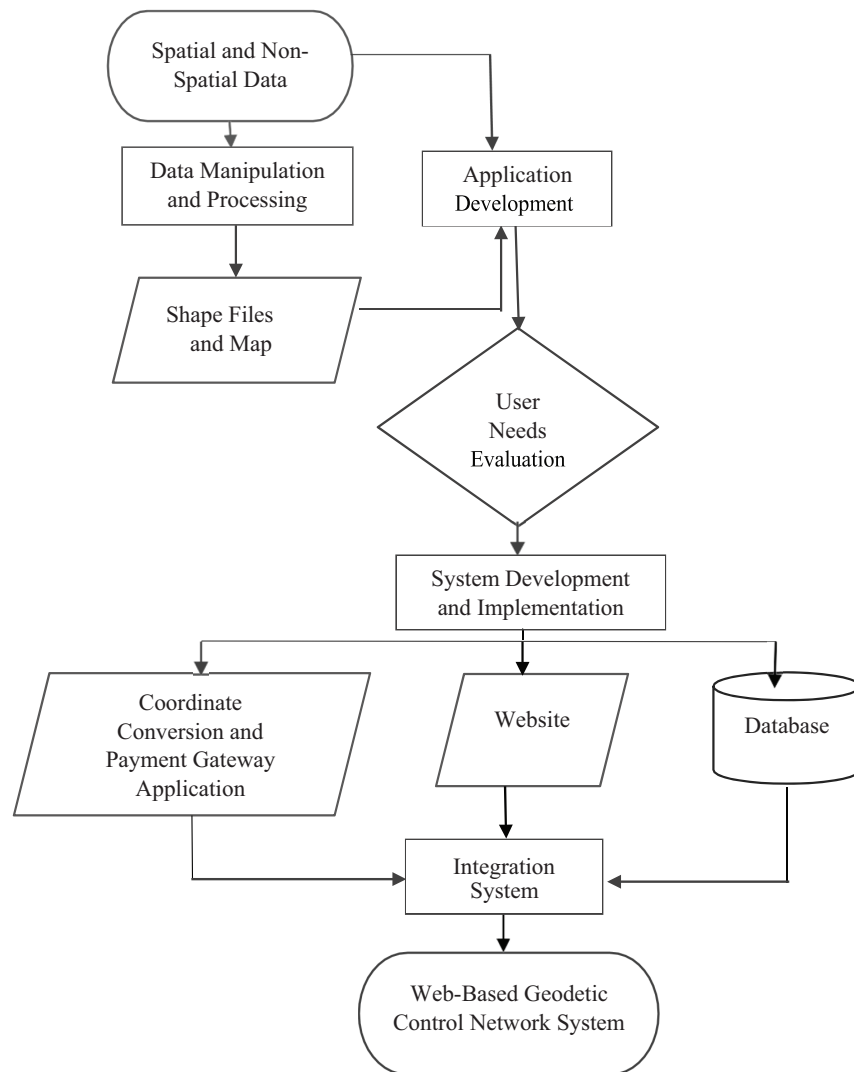 Spatial and Non-
Spatial Data
Data Manipulation
and Processing
Application
Development
Shape Files
and Map
User
Needs
Evaluation
System Development
and Implementation
Coordinate
Conversion and
Payment Gateway
Application
Website
Database
Integration
System
Web-Based Geodetic
Control Network System